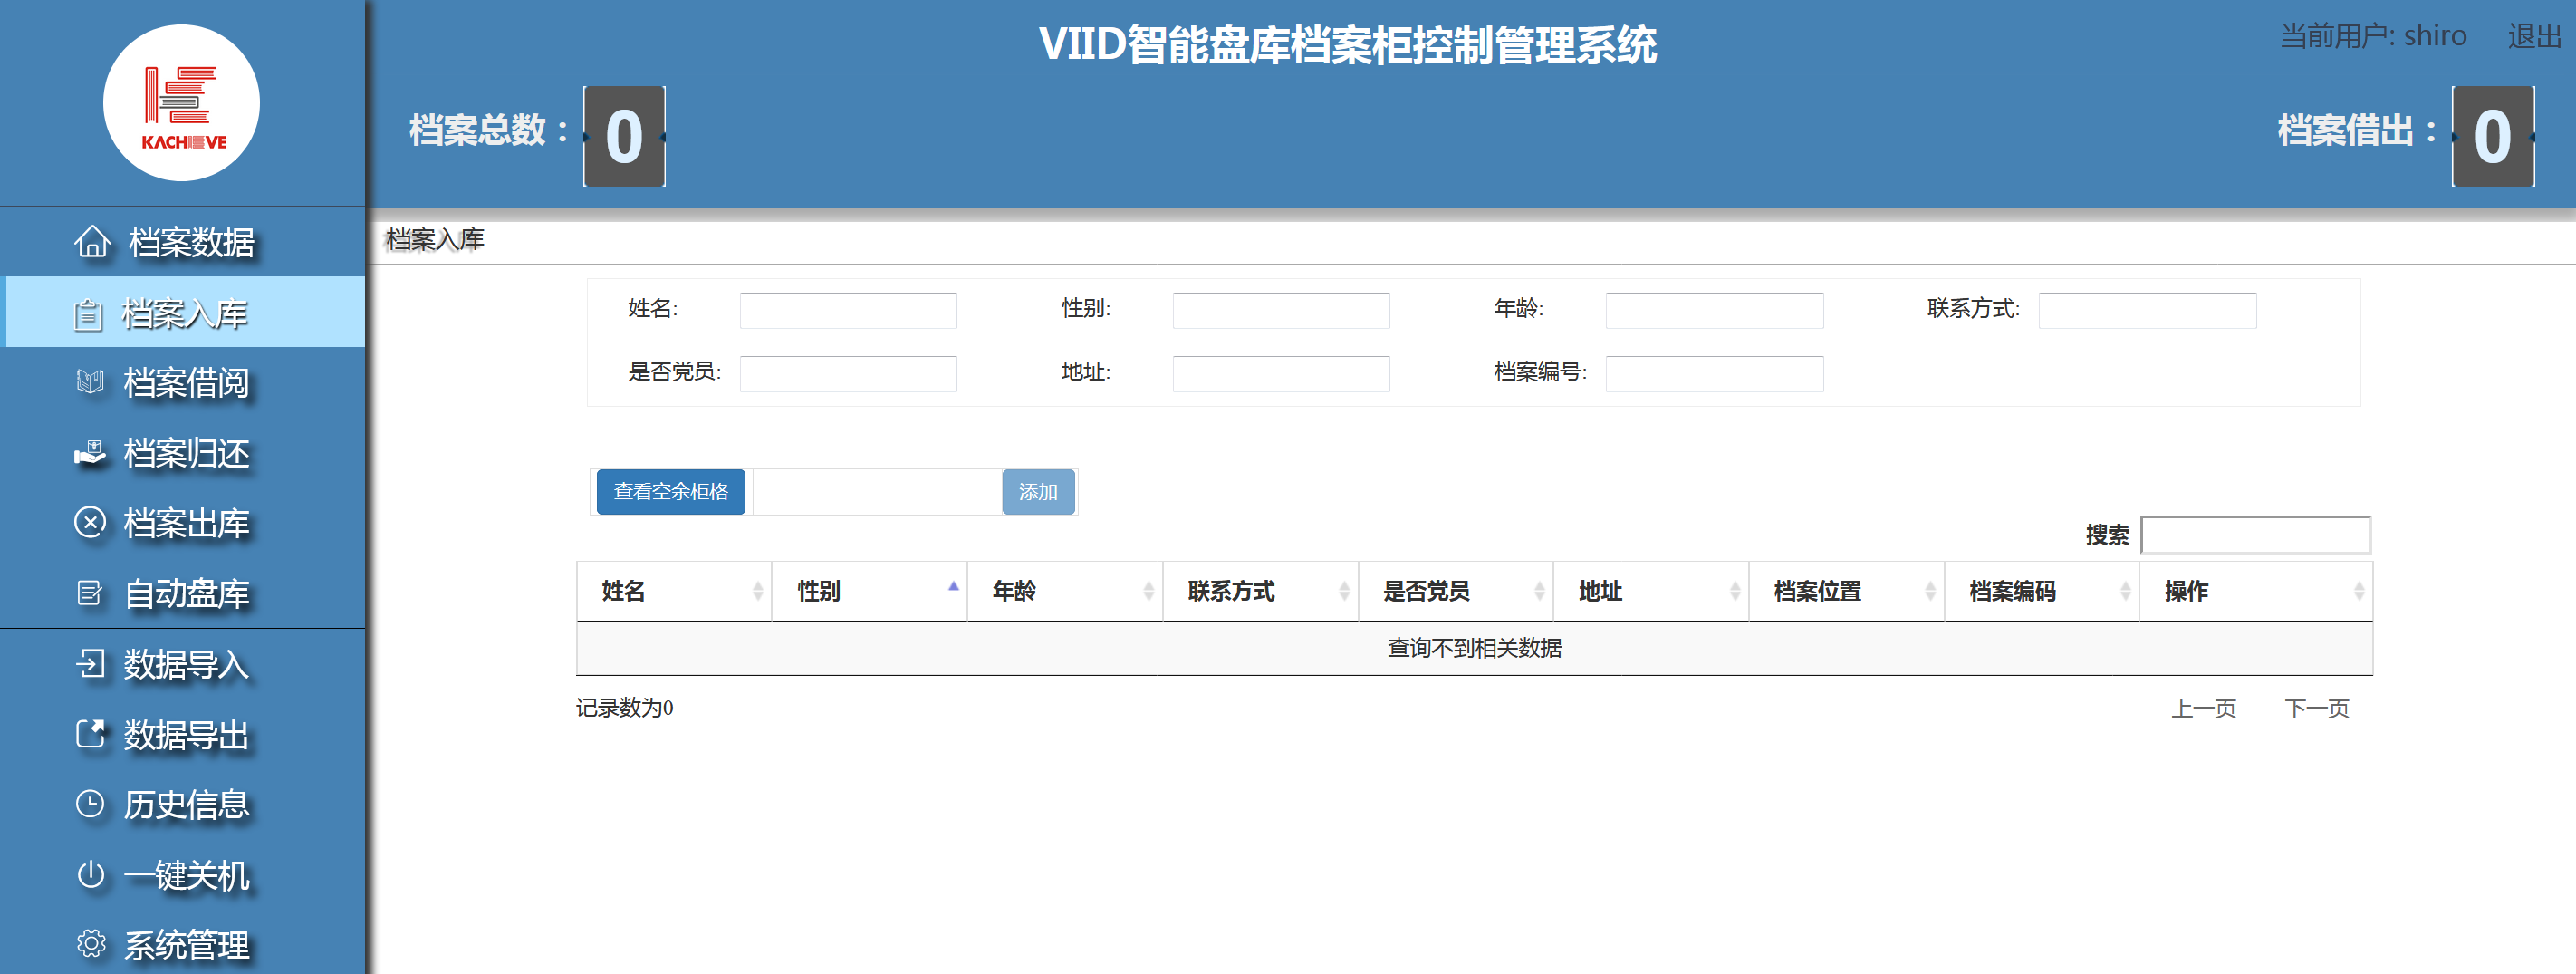 VIID智能盘库档案柜控制管理系统
当前用户: shiro 退出
KACHIEVE
档案总数： 0
档案借出： 0
档案数据
档案入库
档案借阅
档案归还
档案出库
自动盘库
数据导入
数据导出
历史信息
一键关机
系统管理
档案入库
姓名: 性别: 年龄: 联系方式:
是否党员: 地址: 档案编号:
查看空余柜格 添加
搜索
姓名 性别 年龄 联系方式 是否党员 地址 档案位置 档案编码 操作
查询不到相关数据
记录数为0 上一页 下一页